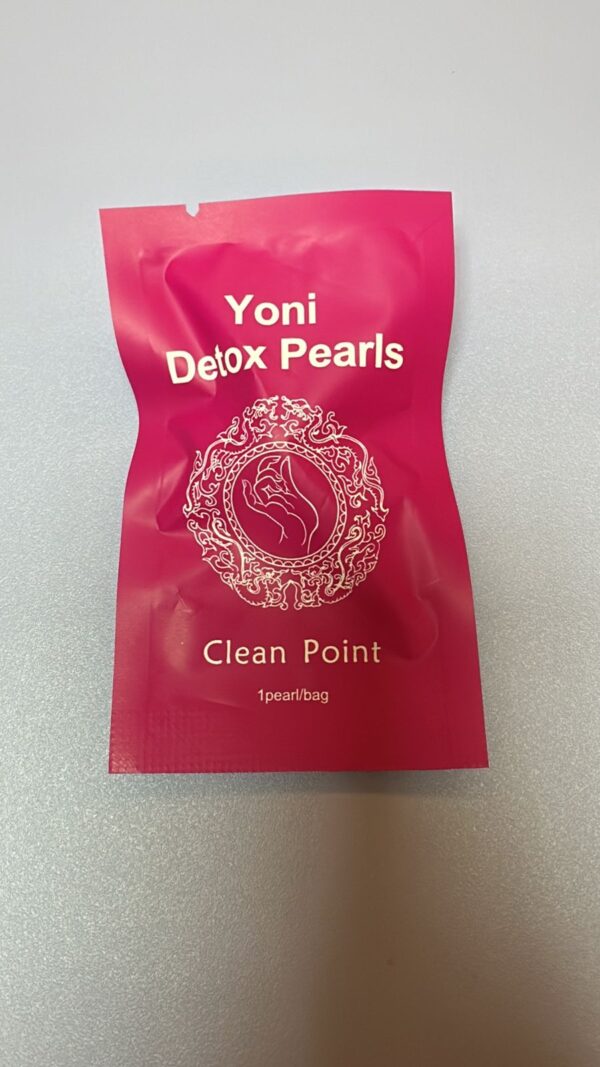 Yoni
Detox Pearls
Clean Point
1pearl/bag